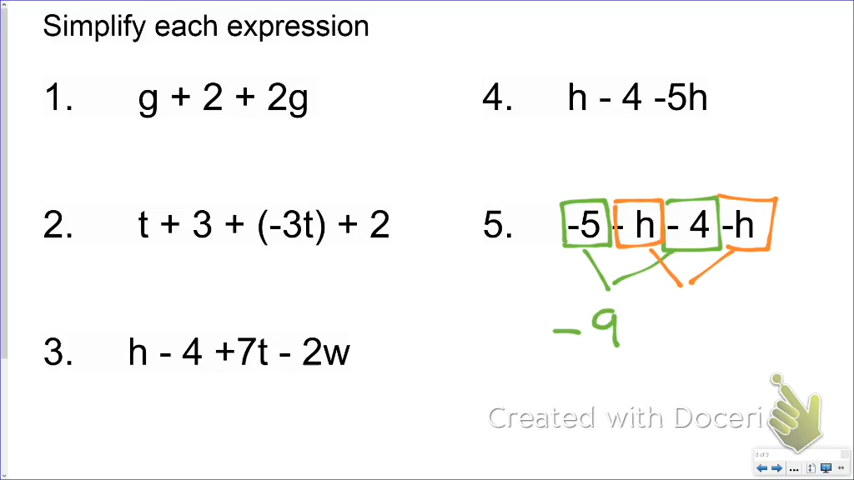 Simplify each expression
1. g + 2 + 2g
4. h - 4 -5h
2. t + 3 + (-3t) + 2
5. -5 - h - 4 -h
-9
3. h - 4 +7t - 2w
Created with Doceri